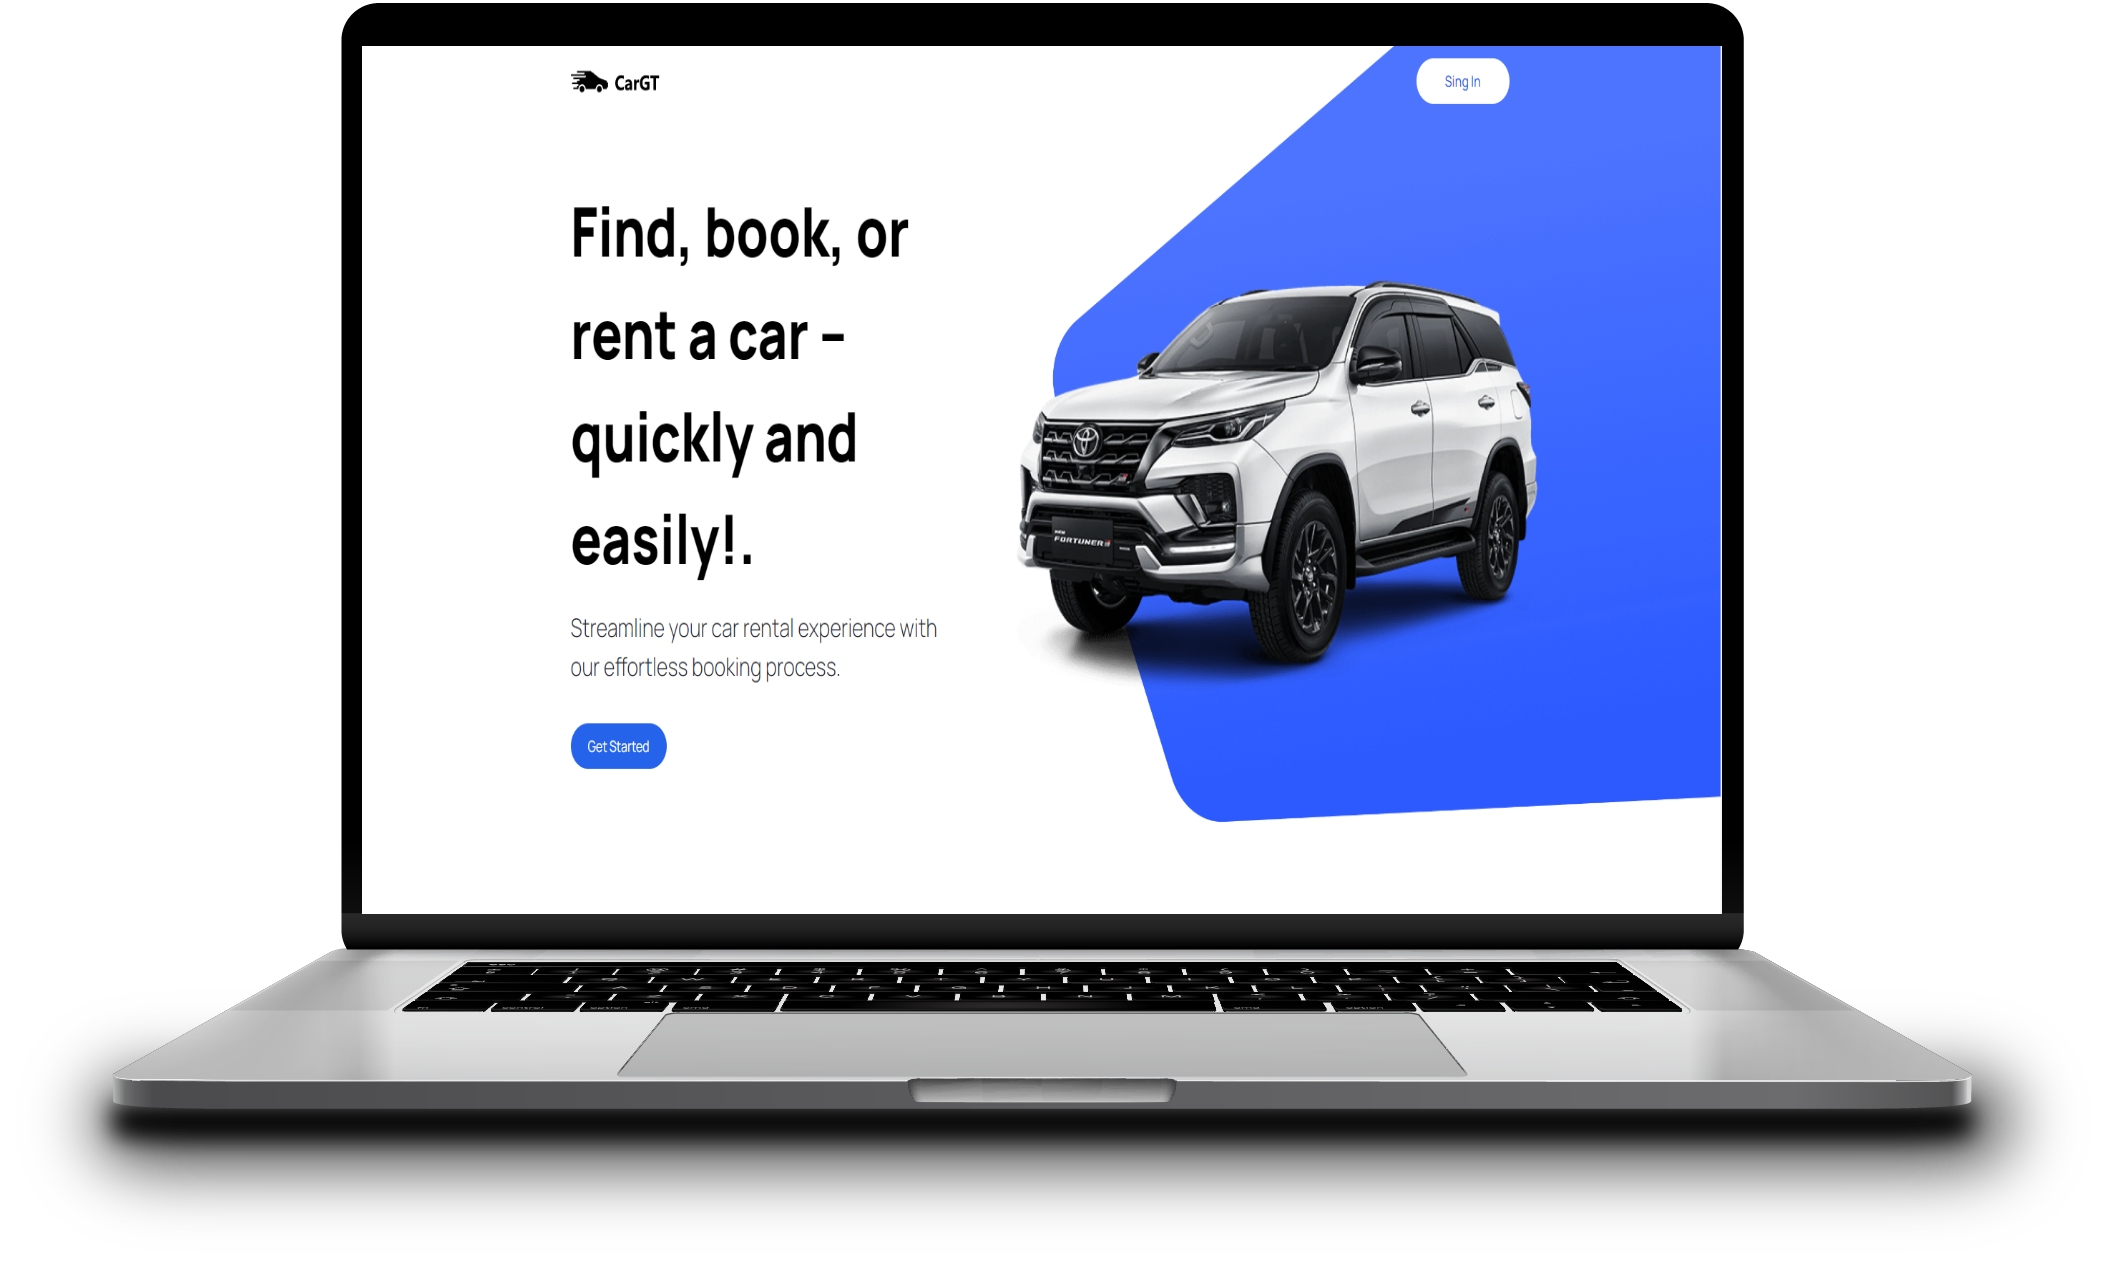 CarGT
Sing In
Find, book, or
rent a car –
quickly and
easily!.
Streamline your car rental experience with
our effortless booking process.
Get Started
FORTUNER